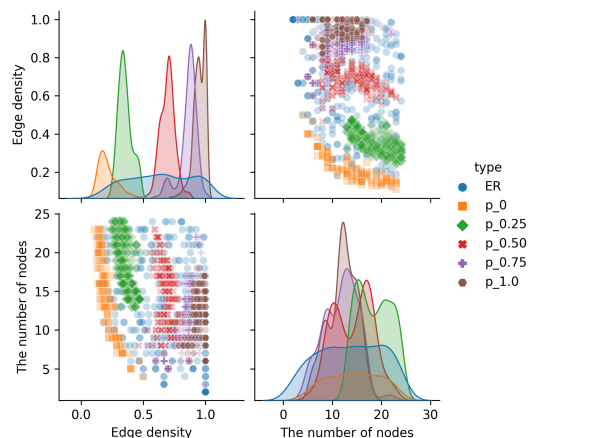 1.0
0.8
0.6
0.4
0.2
Edge density
25
20
15
10
5
The number of nodes
0.0 0.5 1.0
Edge density
0 10 20 30
The number of nodes
type
ER
p_0
p_0.25
p_0.50
p_0.75
p_1.0